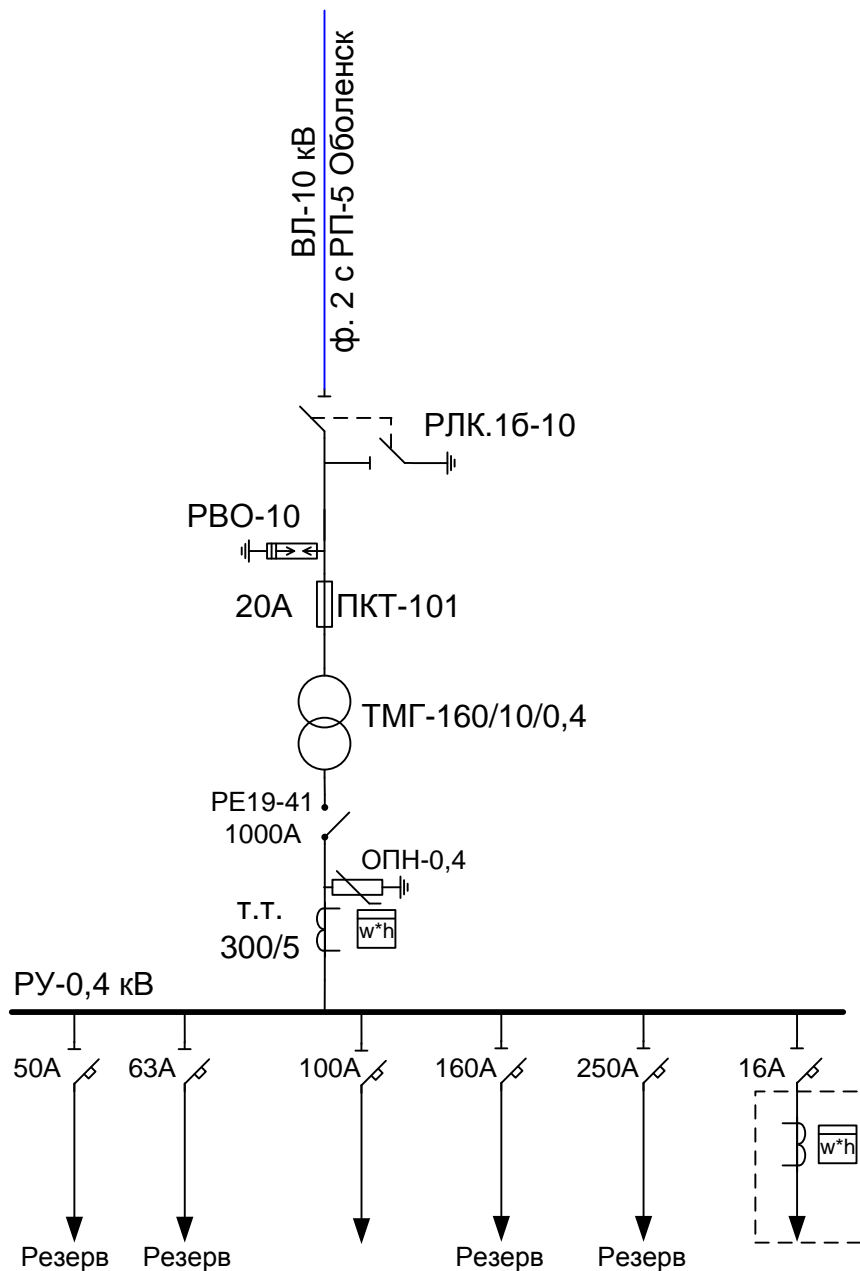 ВЛ-10 кВ
ф. 2 с РП-5 Оболенск
РЛК.1б-10
РВО-10
20А
ПКТ-101
ТМГ-160/10/0,4
РЕ19-41
1000А
ОПН-0,4
т.т.
300/5
w*h
РУ-0,4 кВ
50А
63А
100А
160А
250А
16А
w*h
Резерв
Резерв
Резерв
Резерв